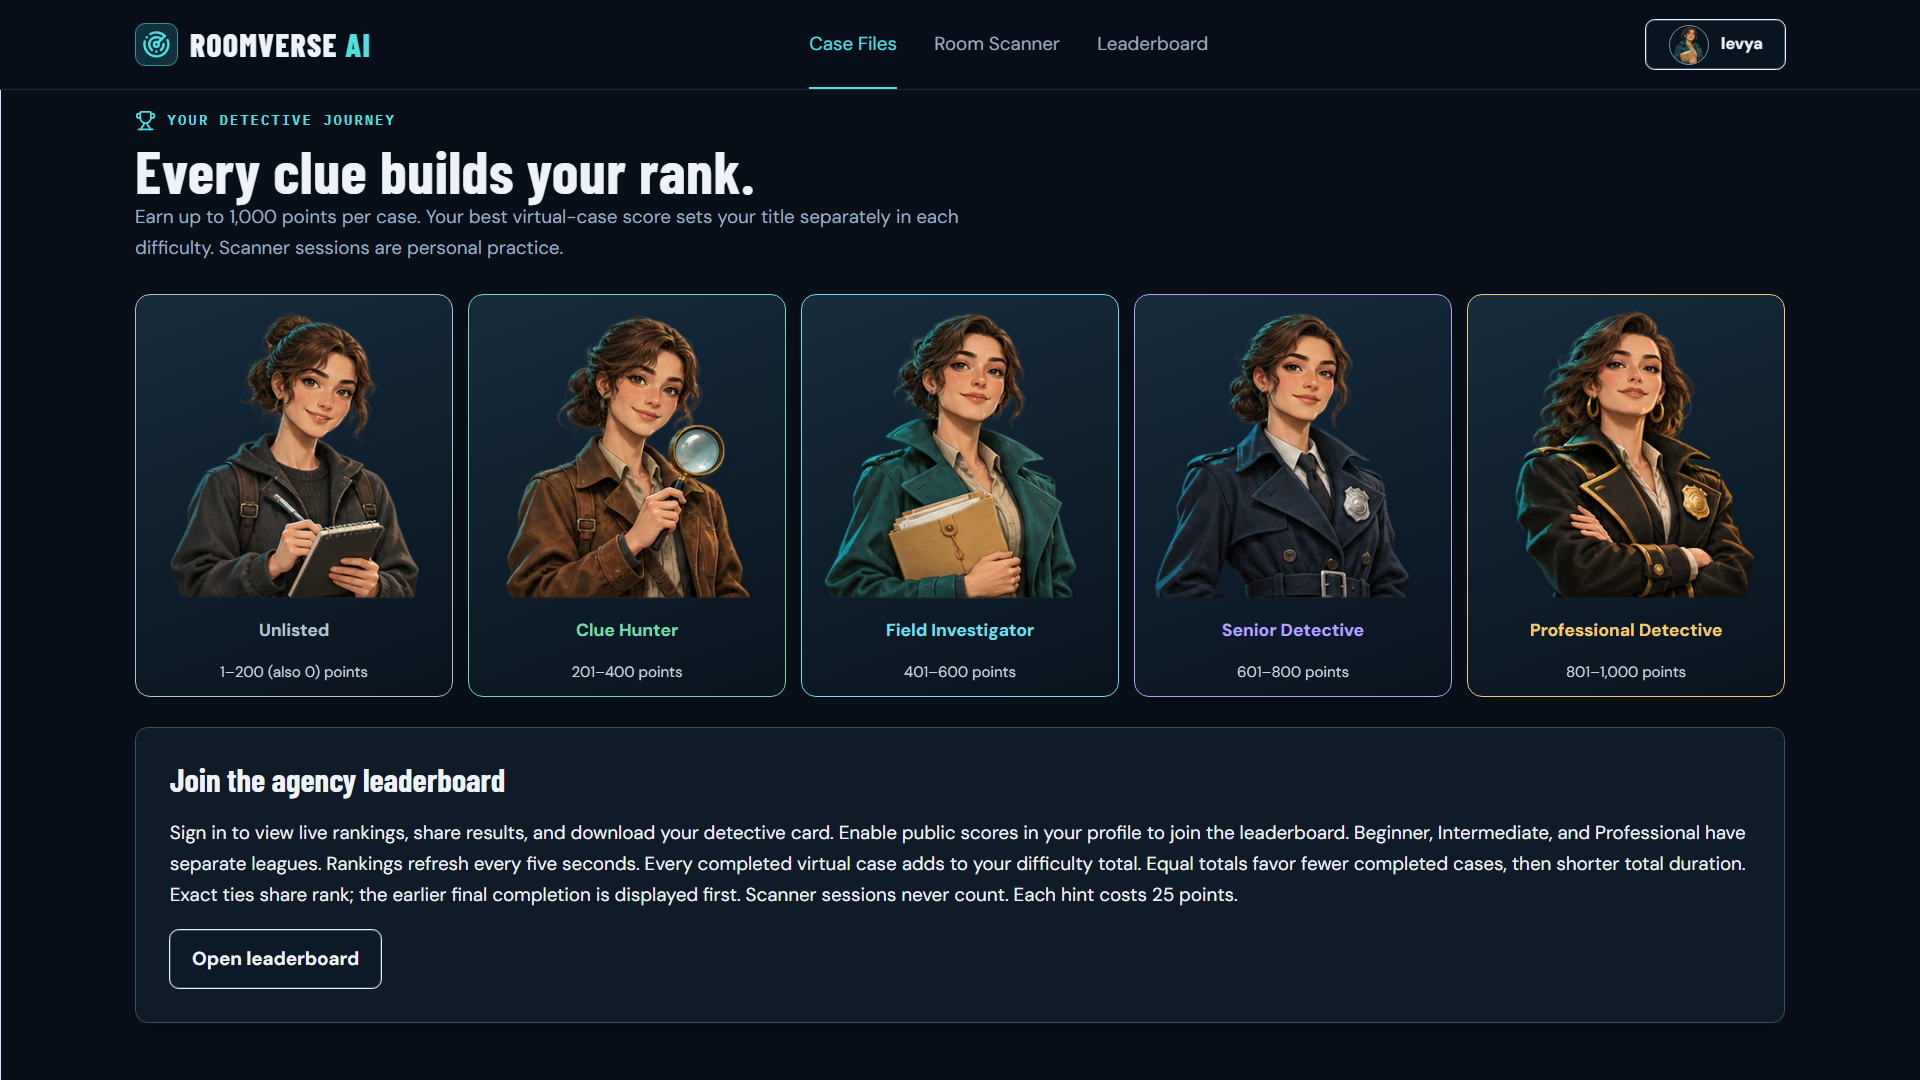 ROOMVERSE AI
Case Files
Room Scanner
Leaderboard
levya
YOUR DETECTIVE JOURNEY
Every clue builds your rank.
Earn up to 1,000 points per case. Your best virtual-case score sets your title separately in each
difficulty. Scanner sessions are personal practice.
Unlisted
1–200 (also 0) points
Clue Hunter
201–400 points
Field Investigator
401–600 points
Senior Detective
601–800 points
Professional Detective
801–1,000 points
Join the agency leaderboard
Sign in to view live rankings, share results, and download your detective card. Enable public scores in your profile to join the leaderboard. Beginner, Intermediate, and Professional have
separate leagues. Rankings refresh every five seconds. Every completed virtual case adds to your difficulty total. Equal totals favor fewer completed cases, then shorter total duration.
Exact ties share rank; the earlier final completion is displayed first. Scanner sessions never count. Each hint costs 25 points.
Open leaderboard